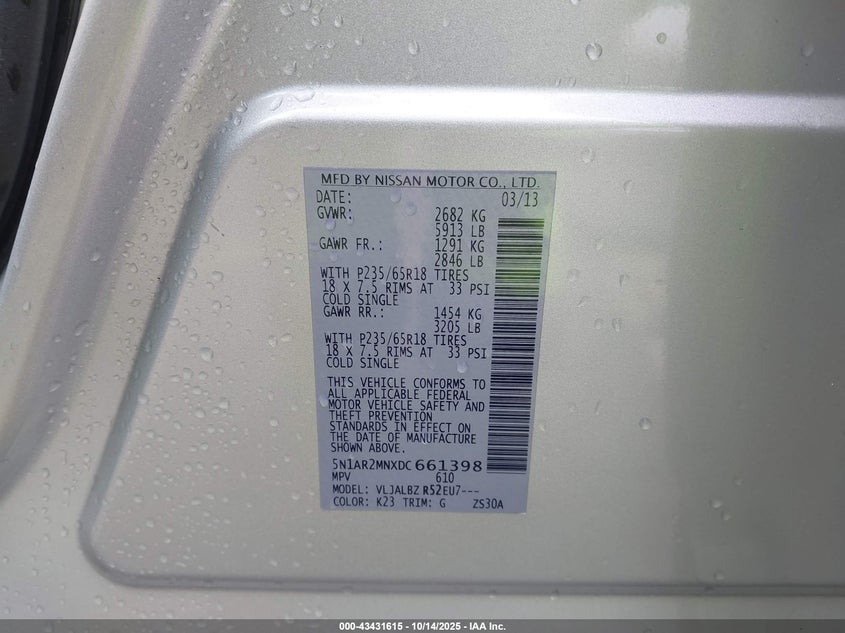 MFD BY NISSAN MOTOR CO., LTD.
DATE: 03/13
GVWR: 2682 KG
5913 LB
GAWR FR.: 1291 KG
2846 LB
WITH P235/65R18 TIRES
18 X 7.5 RIMS AT 33 PSI
COLD SINGLE
GAWR RR.: 1454 KG
3205 LB
WITH P235/65R18 TIRES
18 X 7.5 RIMS AT 33 PSI
COLD SINGLE
THIS VEHICLE CONFORMS TO
ALL APPLICABLE FEDERAL
MOTOR VEHICLE SAFETY AND
THEFT PREVENTION
STANDARDS IN EFFECT ON
THE DATE OF MANUFACTURE
SHOWN ABOVE.
5N1AR2MNXDC661398
MPV 610
MODEL: VLJALBZ R52EU7---
COLOR: K23 TRIM: G ZS30A
000-43431615 - 10/14/2025 - IAA Inc.